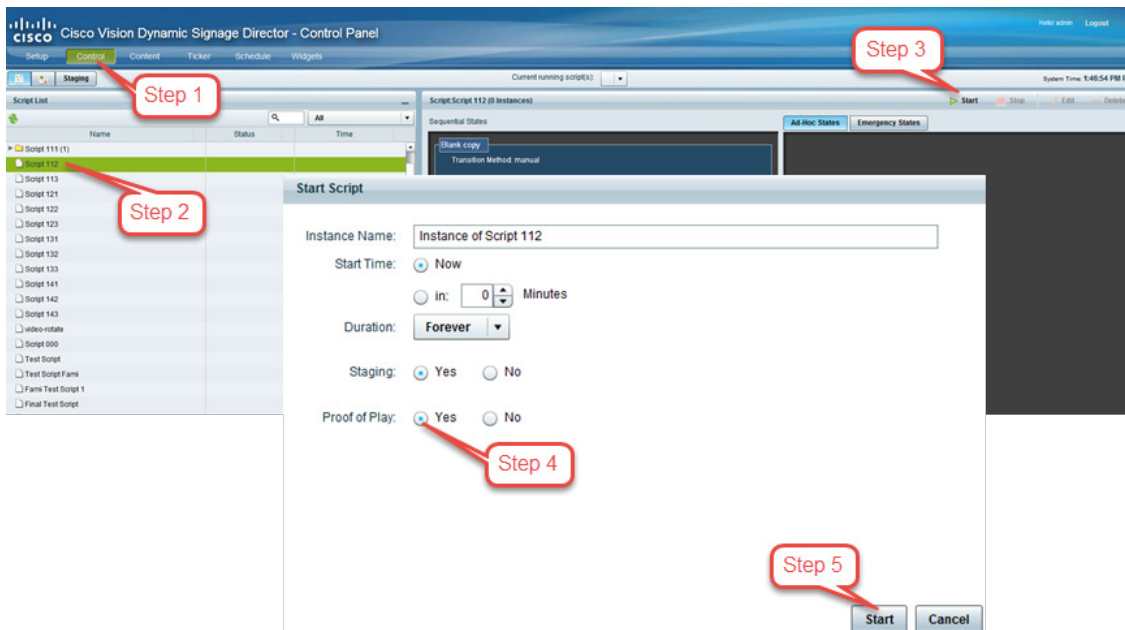 Hello! admin Logout
CISCO Cisco Vision Dynamic Signage Director - Control Panel
Setup Control Content Ticker Schedule Widgets
Step 3
Staging
Current running script(s):
System Time: 1:46:54 PM
Step 1
Script List
Script:Script 112 (0 Instances)
Start Stop Edit Delete
All
Sequential States
Ad-Hoc States Emergency States
Name Status Time
Blank copy
Script 111 (1)
Transition Method: manual
Script 112
Script 113
Script 121
Step 2
Script 122
Script 123
Script 131
Script 132
Script 133
Script 141
Script 142
Script 143
video-rotate
Script 000
Test Script
Test Script Fami
Fami Test Script 1
Final Test Script
Start Script
Instance Name: Instance of Script 112
Start Time: Now
in: 0 Minutes
Duration: Forever
Staging: Yes No
Proof of Play: Yes No
Step 4
Step 5
Start Cancel